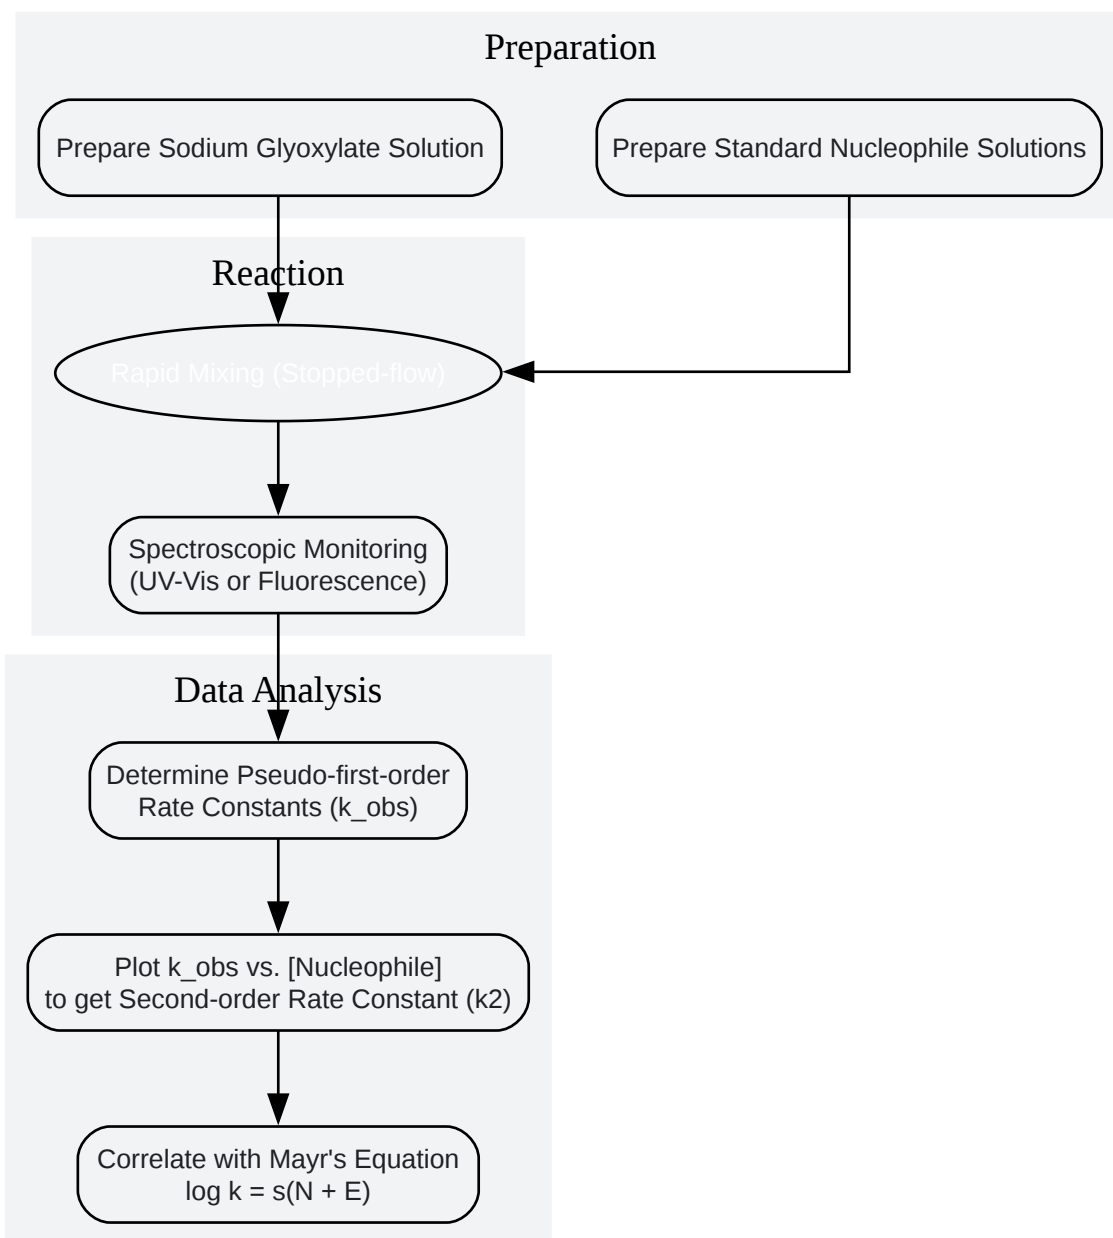 Preparation
Prepare Sodium Glyoxylate Solution
Prepare Standard Nucleophile Solutions
Reaction
Rapid Mixing (Stopped-flow)
Spectroscopic Monitoring
(UV-Vis or Fluorescence)
Data Analysis
Determine Pseudo-first-order
Rate Constants (k_obs)
Plot k_obs vs. [Nucleophile]
to get Second-order Rate Constant (k2)
Correlate with Mayr's Equation
log k = s(N + E)